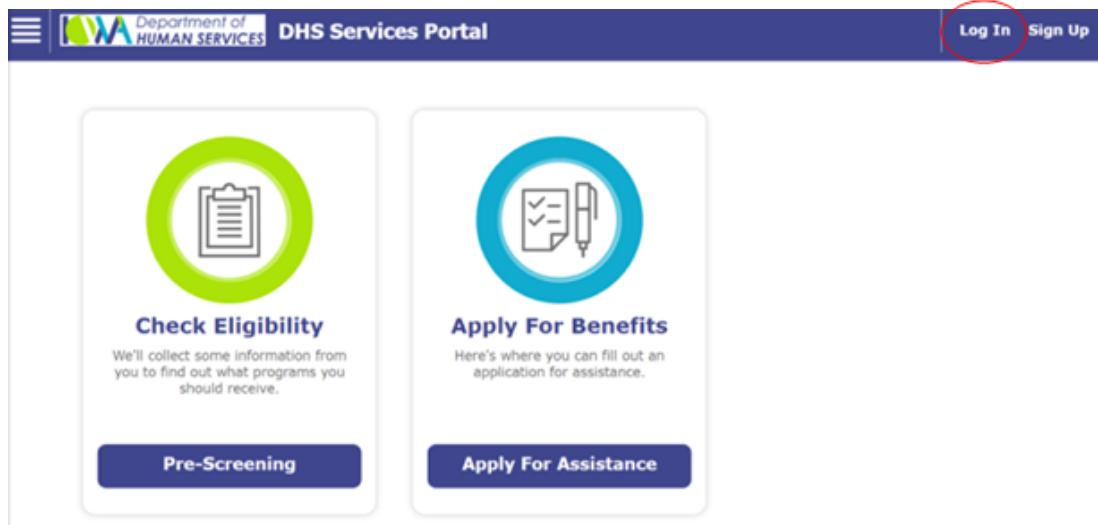 IOWA Department of HUMAN SERVICES DHS Services Portal Log In Sign Up
Check Eligibility
We'll collect some information from
you to find out what programs you
should receive.
Pre-Screening
Apply For Benefits
Here's where you can fill out an
application for assistance.
Apply For Assistance